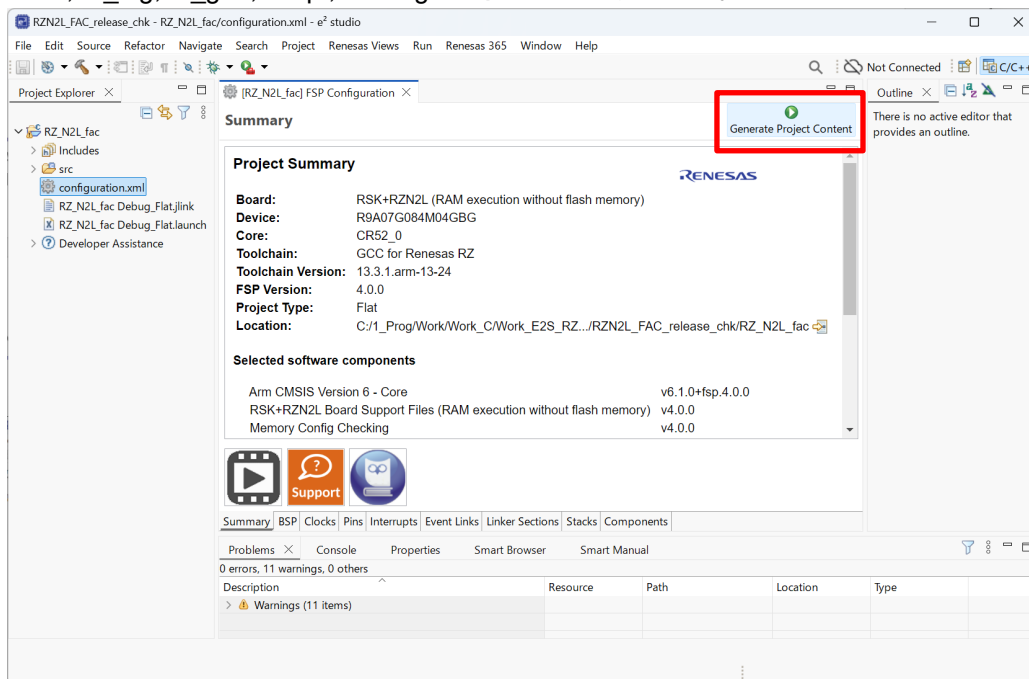 RZN2L_FAC_release_chk - RZ_N2L_fac/configuration.xml - e² studio
File Edit Source Refactor Navigate Search Project Renesas Views Run Renesas 365 Window Help
Not Connected C/C++
Project Explorer
[RZ_N2L_fac] FSP Configuration
Outline
RZ_N2L_fac
Includes
src
configuration.xml
RZ_N2L_fac Debug_Flat.jlink
RZ_N2L_fac Debug_Flat.launch
Developer Assistance
Summary
Generate Project Content
There is no active editor that
provides an outline.
Project Summary
RENESAS
Board: RSK+RZN2L (RAM execution without flash memory)
Device: R9A07G084M04GBG
Core: CR52_0
Toolchain: GCC for Renesas RZ
Toolchain Version: 13.3.1.arm-13-24
FSP Version: 4.0.0
Project Type: Flat
Location: C:/1_Prog/Work/Work_C/Work_E2S_RZ.../RZN2L_FAC_release_chk/RZ_N2L_fac
Selected software components
Arm CMSIS Version 6 - Core v6.1.0+fsp.4.0.0
RSK+RZN2L Board Support Files (RAM execution without flash memory) v4.0.0
Memory Config Checking v4.0.0
Support
Summary BSP Clocks Pins Interrupts Event Links Linker Sections Stacks Components
Problems Console Properties Smart Browser Smart Manual
0 errors, 11 warnings, 0 others
Description Resource Path Location Type
Warnings (11 items)